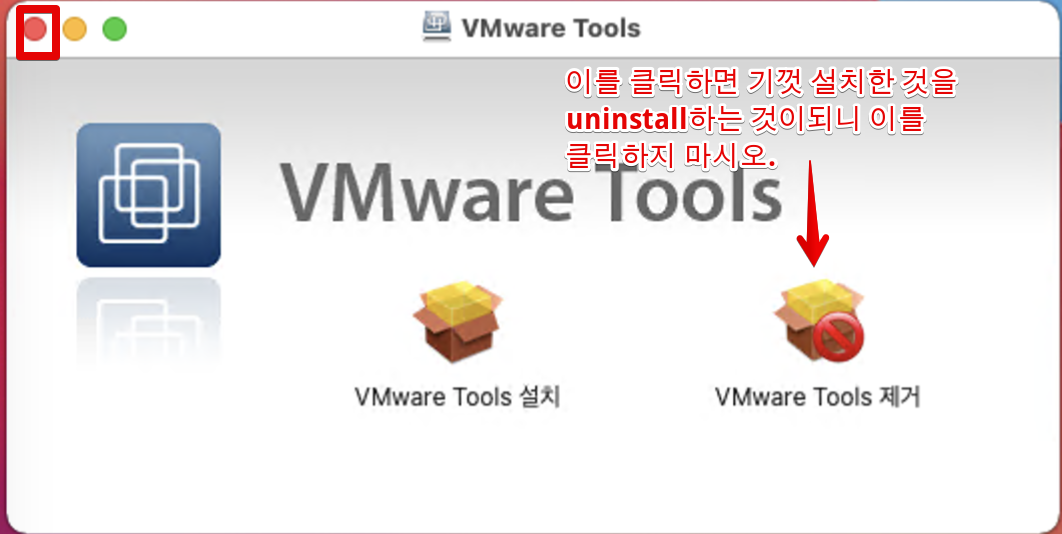 VMware Tools
이를 클릭하면 기껏 설치한 것을
uninstall하는 것이되니 이를
클릭하지 마시오.
VMware Tools
VMware Tools 설치
VMware Tools 제거